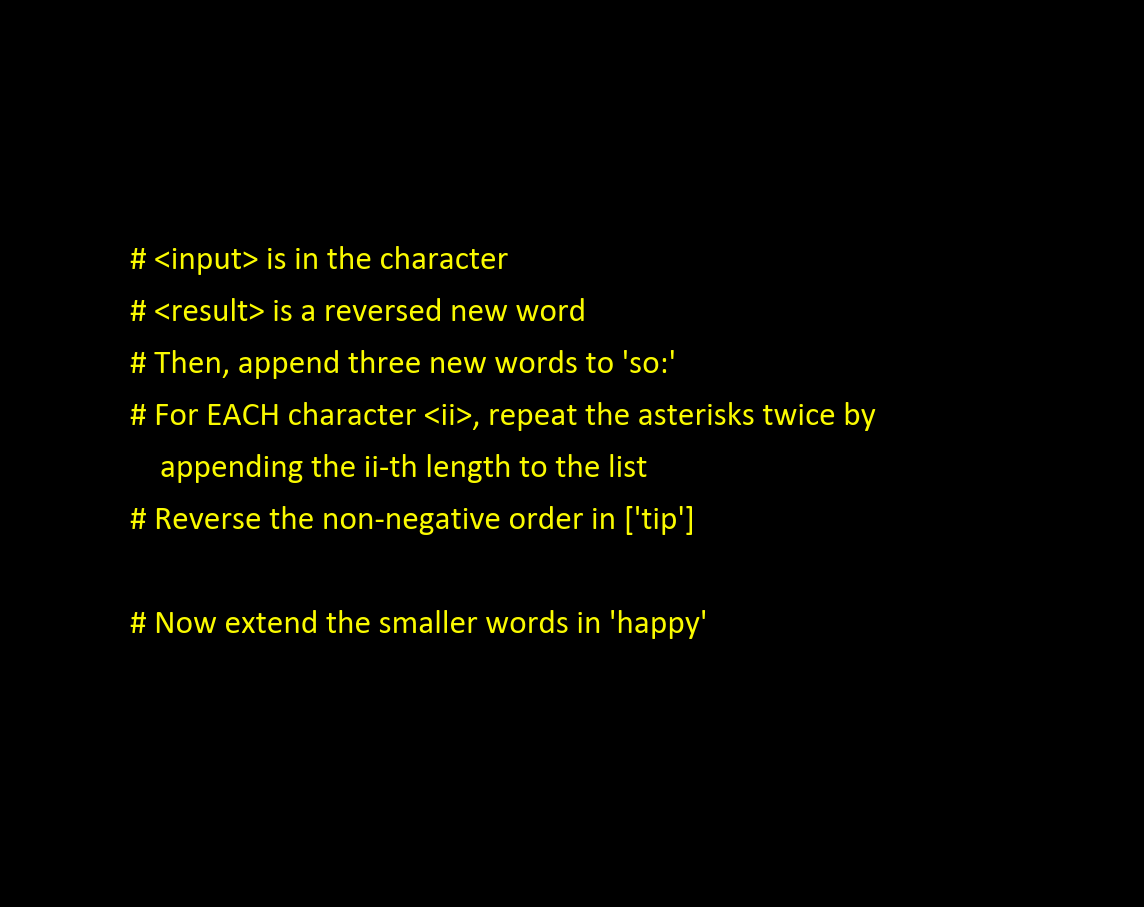 # <input> is in the character
# <result> is a reversed new word
# Then, append three new words to 'so:'
# For EACH character <ii>, repeat the asterisks twice by
appending the ii-th length to the list
# Reverse the non-negative order in ['tip']
# Now extend the smaller words in 'happy'